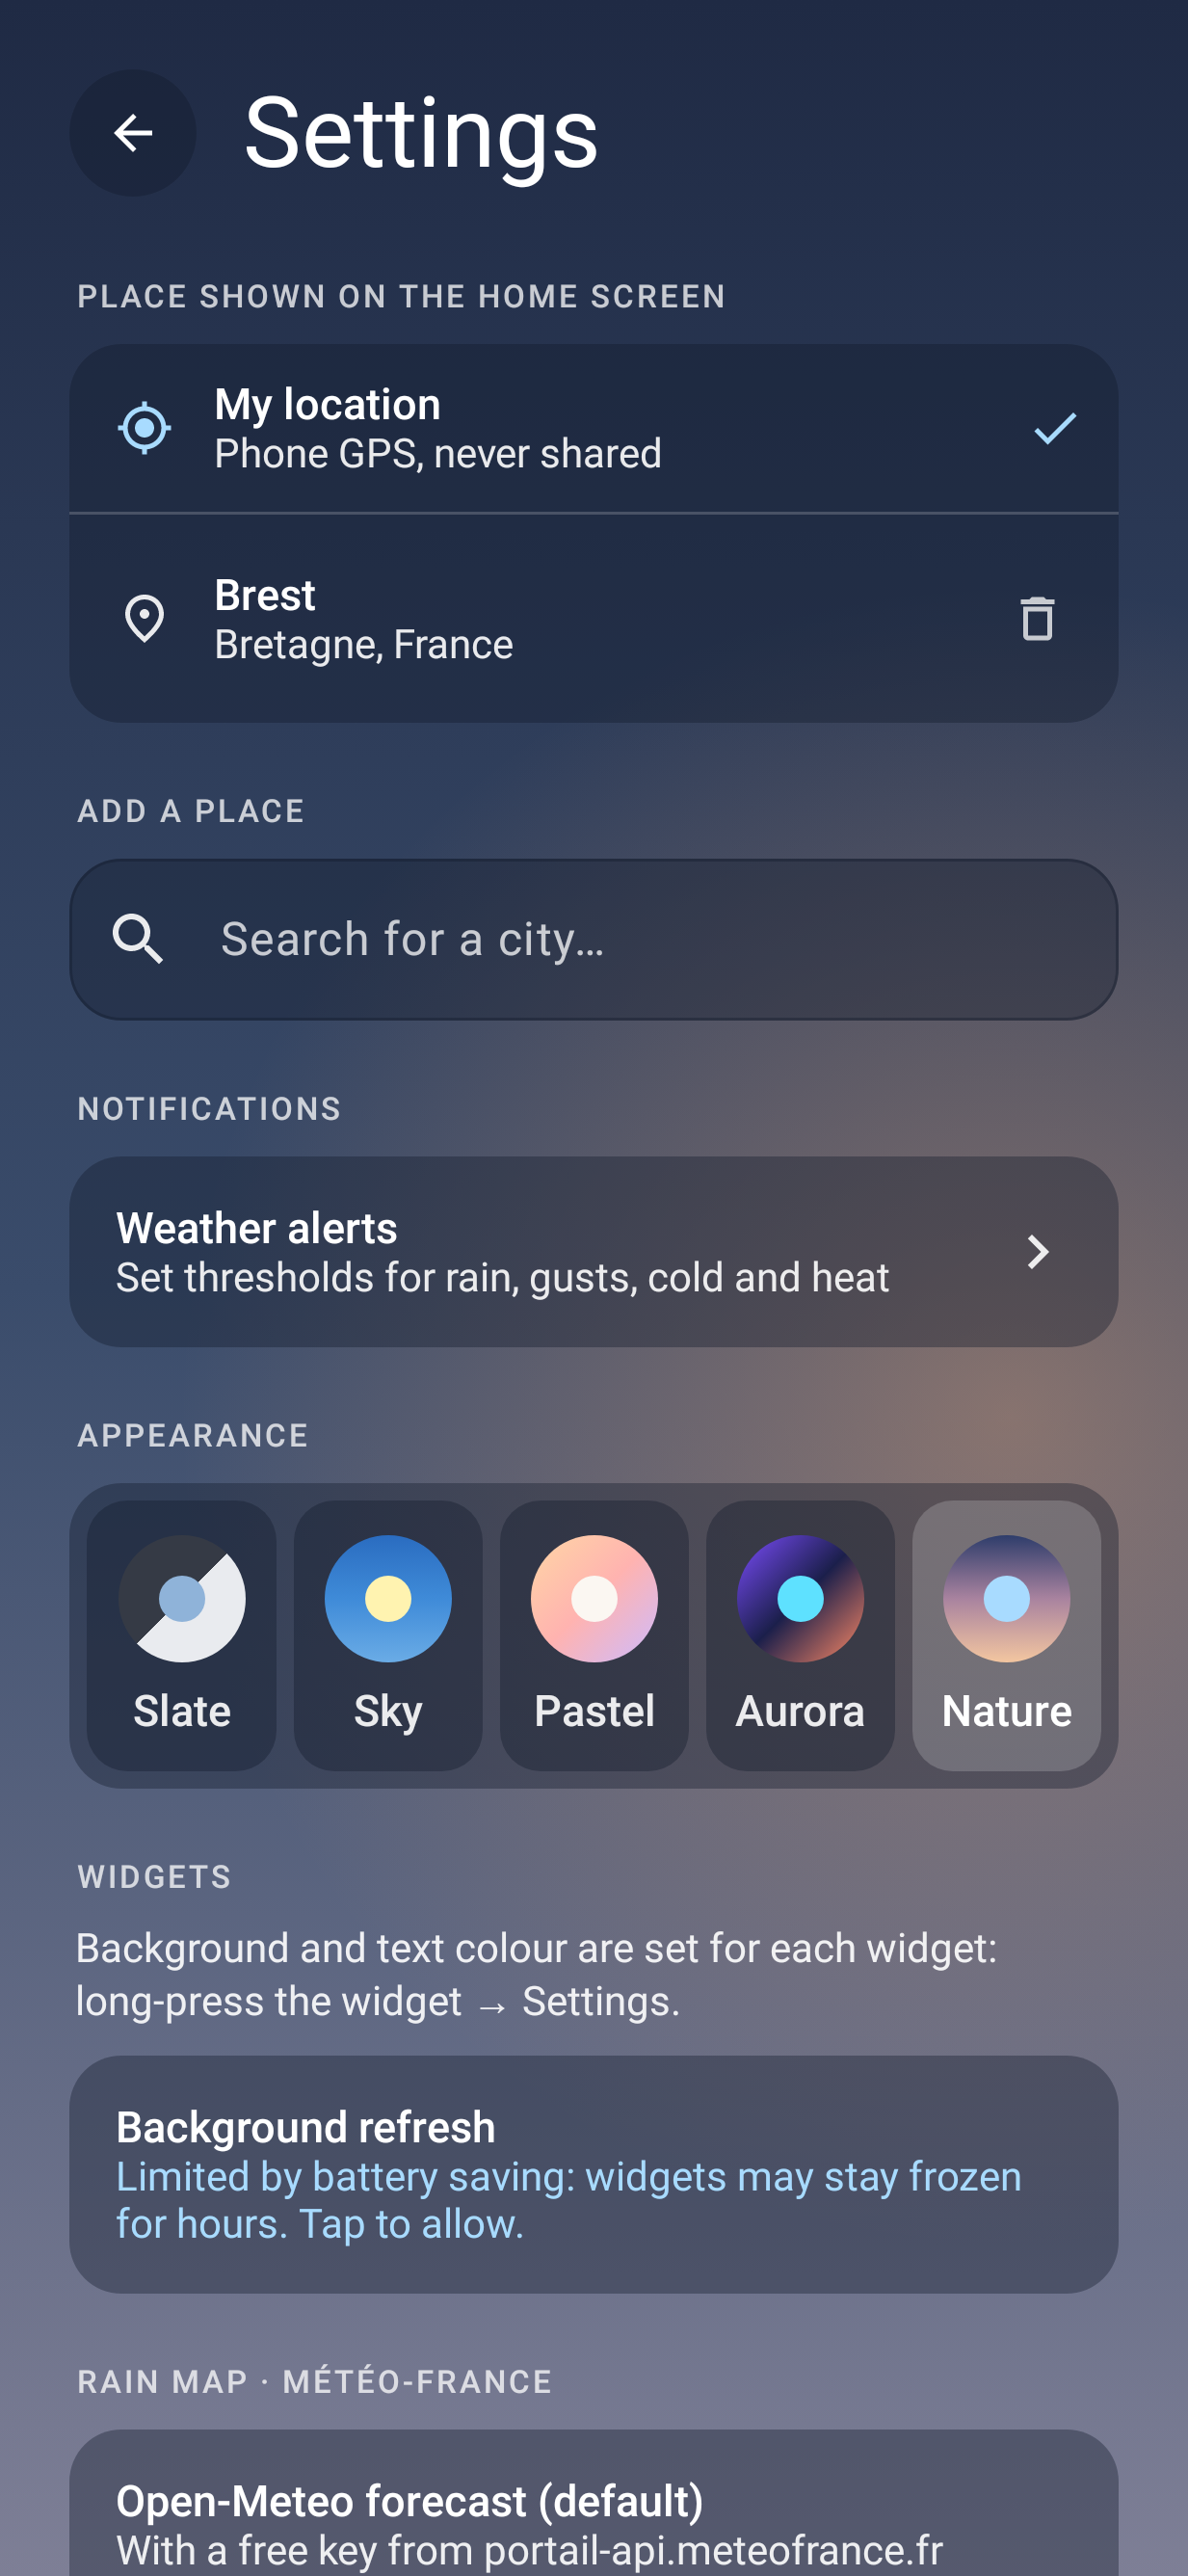 Settings
PLACE SHOWN ON THE HOME SCREEN
My location
Phone GPS, never shared
Brest
Bretagne, France
ADD A PLACE
Search for a city…
NOTIFICATIONS
Weather alerts
Set thresholds for rain, gusts, cold and heat
APPEARANCE
Slate
Sky
Pastel
Aurora
Nature
WIDGETS
Background and text colour are set for each widget:
long-press the widget → Settings.
Background refresh
Limited by battery saving: widgets may stay frozen
for hours. Tap to allow.
RAIN MAP · MÉTÉO-FRANCE
Open-Meteo forecast (default)
With a free key from portail-api.meteofrance.fr